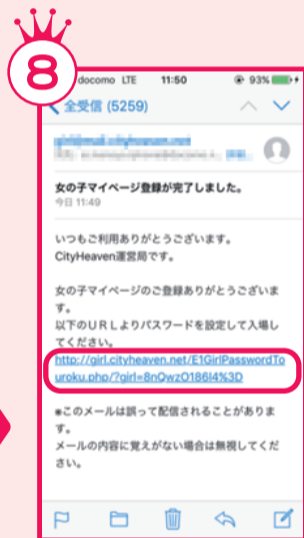 8
docomo LTE 11:50 93%
全受信 (5259)
女の子マイページ登録が完了しました。
今日 11:49
いつもご利用ありがとうございます。
CityHeaven運営局です。
女の子マイページのご登録ありがとうございま
す。
以下のURLよりパスワードを設定して入場し
てください。
http://girl.cityheaven.net/E1GirlPasswordTo
uroku.php/?girl=8nQwzO186I4%3D
※このメールは誤って配信されることがありま
す。
メールの内容に覚えがない場合は無視してくだ
さい。